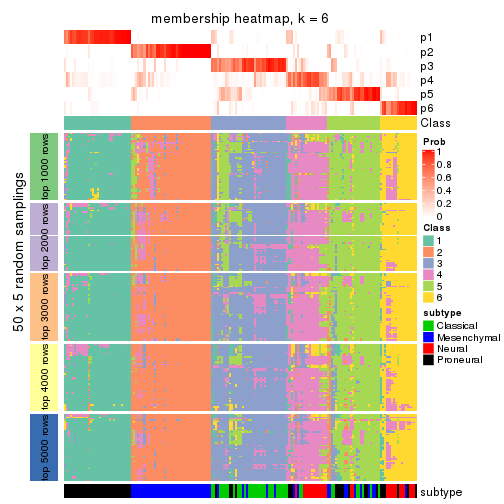 membership heatmap, k = 6
p1
p2
p3
p4
p5
p6
Class
50 x 5 random samplings
top 1000 rows
top 2000 rows
top 3000 rows
top 4000 rows
top 5000 rows
Prob
1
0.8
0.6
0.4
0.2
0
Class
1
2
3
4
5
6
subtype
Classical
Mesenchymal
Neural
Proneural
subtype